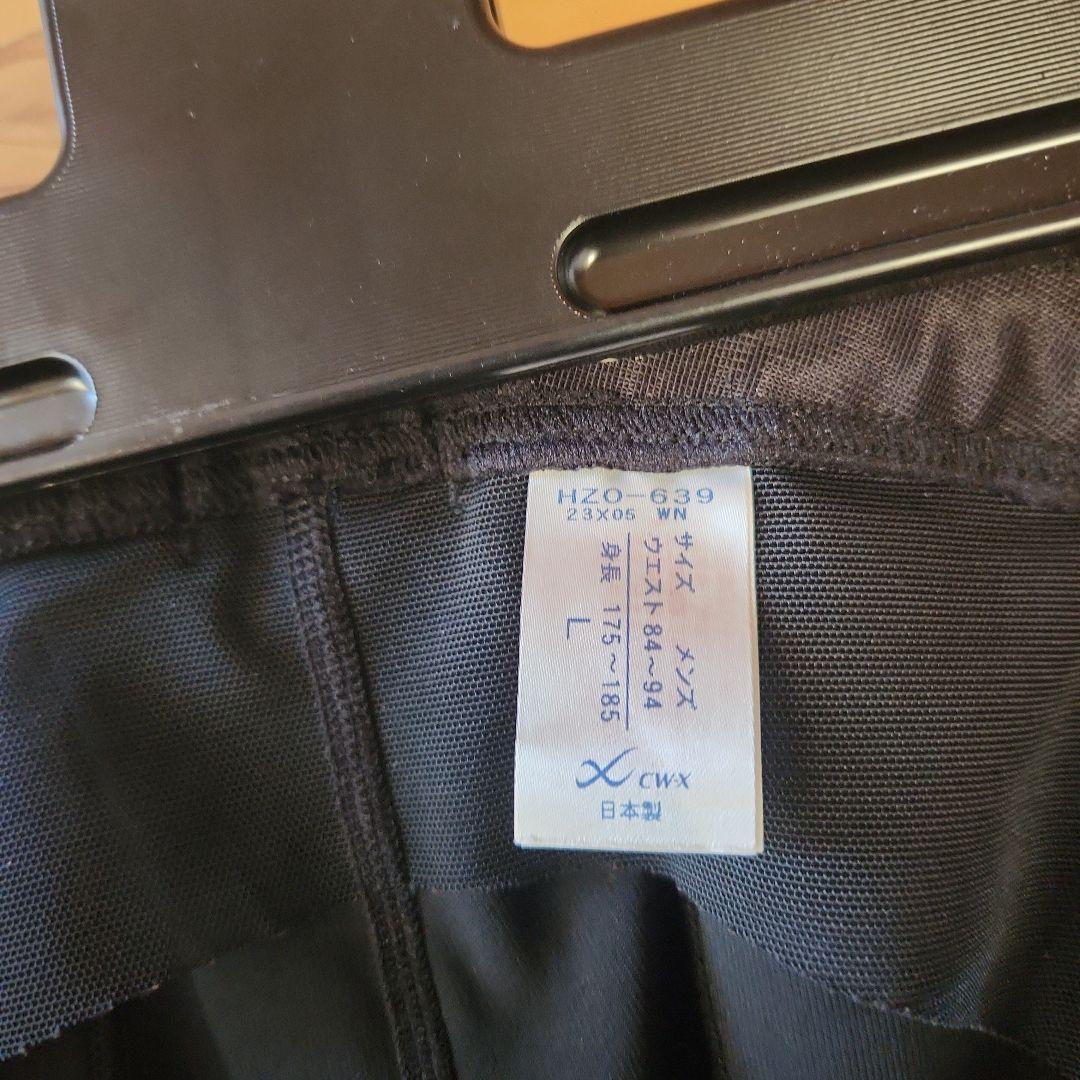 HZO-639
23X05 WN
サイズ メンズ
ウエスト84~94
身長 175~185
L
CW-X
日本製